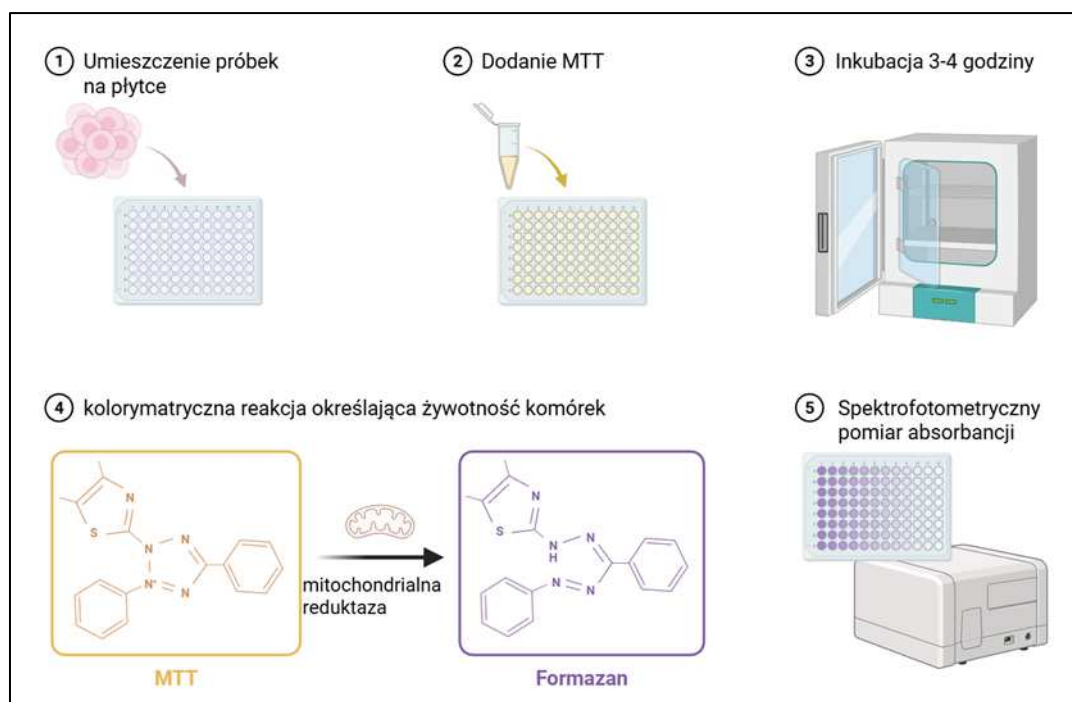 1 Umieszczenie próbek
na płytce
2 Dodanie MTT
3 Inkubacja 3-4 godziny
4 kolorymatryczna reakcja określająca żywotność komórek
5 Spektrofotometryczny
pomiar absorbancji
N
S
N
N
N+
N
mitochondrialna
reduktaza
N
S
N
H
N
N
N
MTT
Formazan